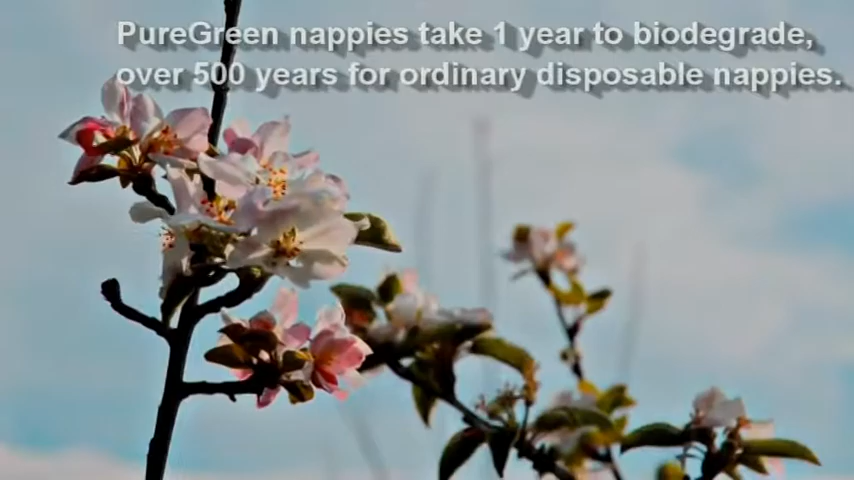 PureGreen nappies take 1 year to biodegrade,
over 500 years for ordinary disposable nappies.